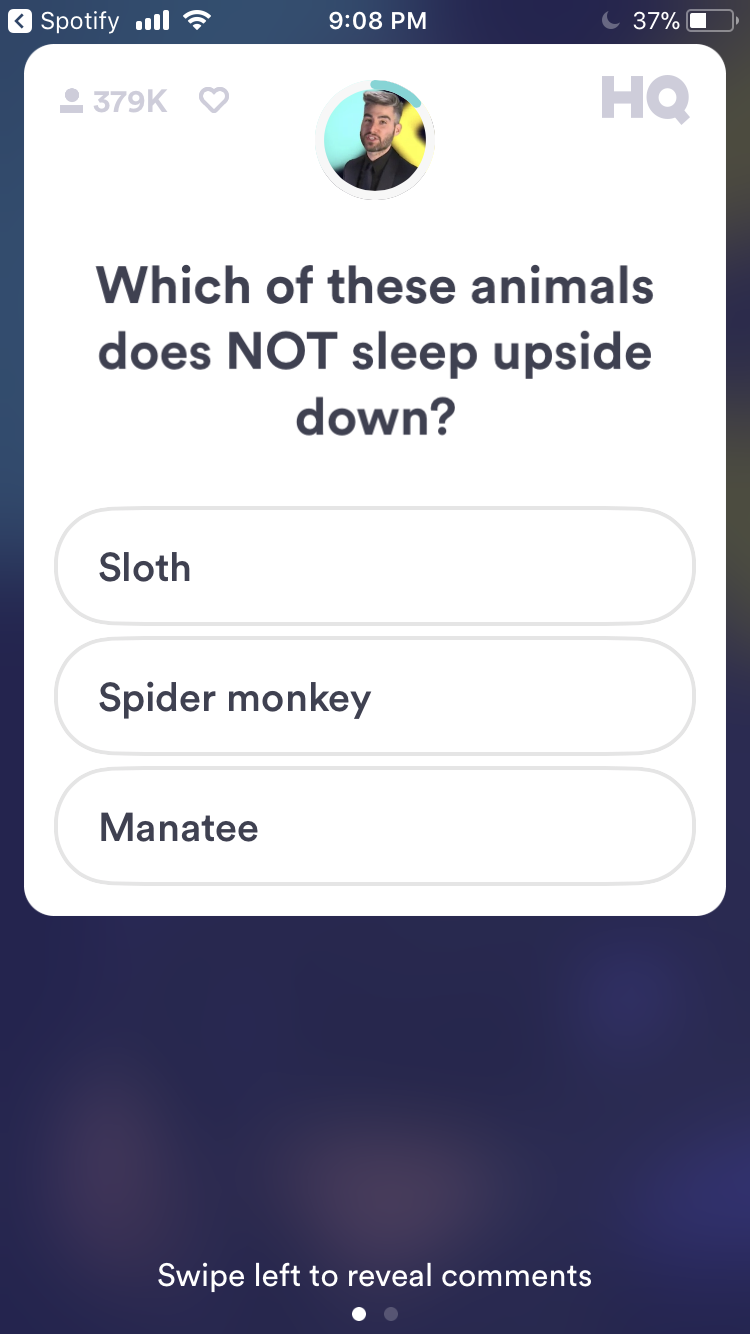 Spotify 9:08 PM 37%
379K HQ
Which of these animals
does NOT sleep upside
down?
Sloth
Spider monkey
Manatee
Swipe left to reveal comments